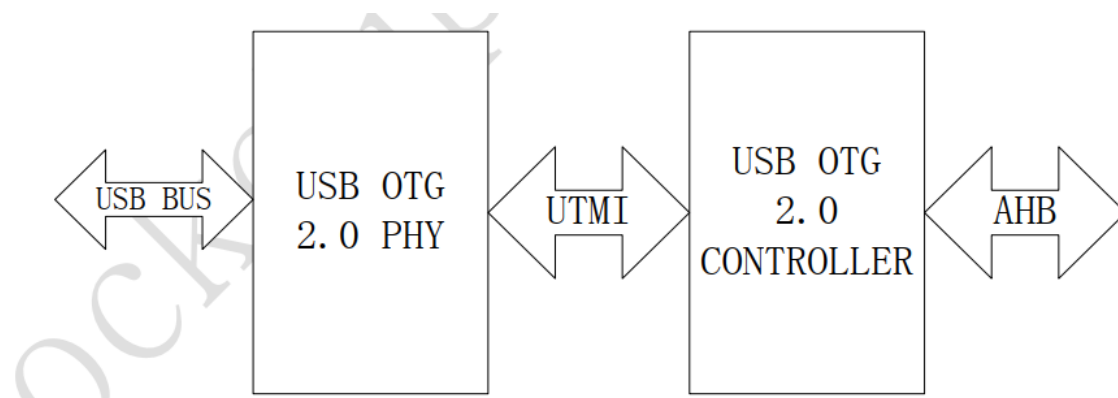 USB BUS
USB OTG
2.0 PHY
UTMI
USB OTG
2.0
CONTROLLER
AHB